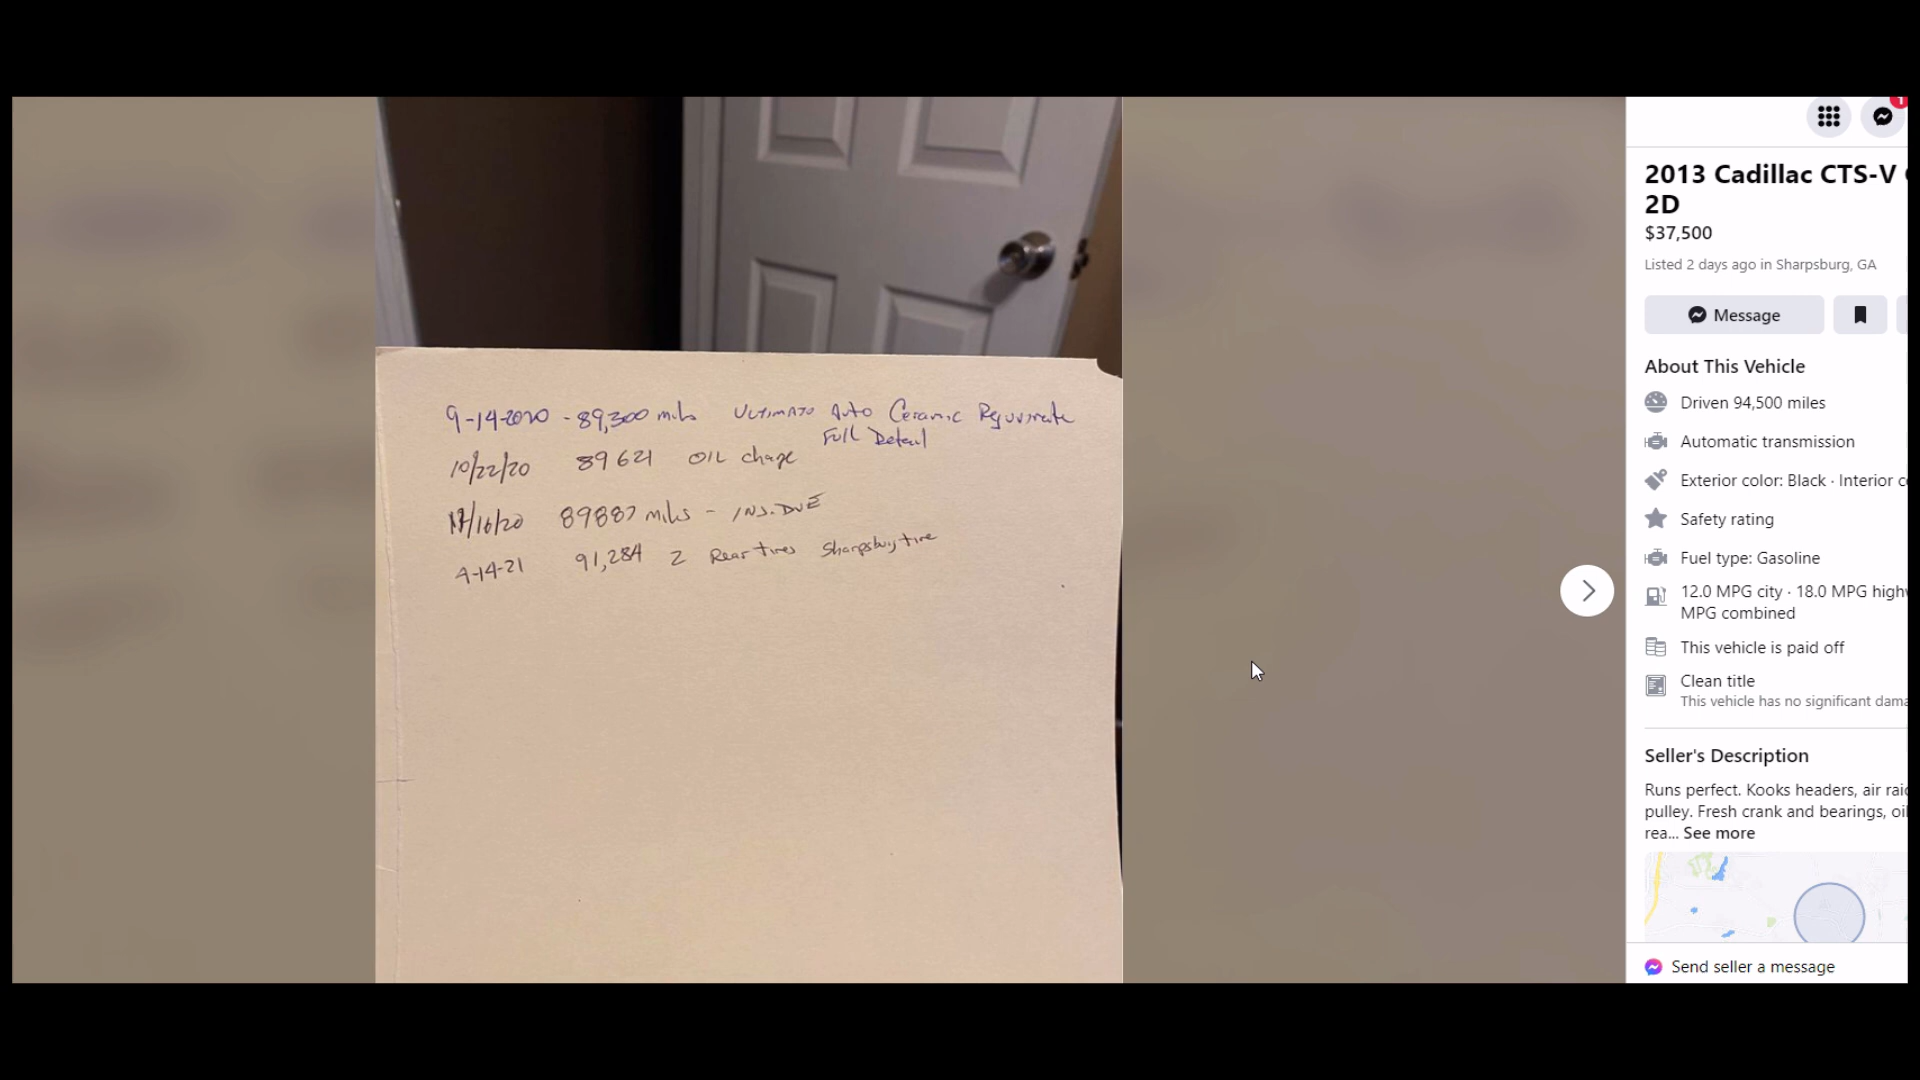 9-14-2020 - 89,300 miles Ultimate Auto Ceramic Rejuvinate
Full Detail
10/22/20 89621 OIL change
11/16/20 89887 miles - INS. DUE
4-14-21 91,284 2 Rear tires Sharpsburg tire
1
2013 Cadillac CTS-V
2D
$37,500
Listed 2 days ago in Sharpsburg, GA
Message
About This Vehicle
Driven 94,500 miles
Automatic transmission
Exterior color: Black · Interior
Safety rating
Fuel type: Gasoline
12.0 MPG city · 18.0 MPG
MPG combined
This vehicle is paid off
Clean title
This vehicle has no significant
Seller's Description
Runs perfect. Kooks headers, air
pulley. Fresh crank and bearings,
rea... See more
Send seller a message